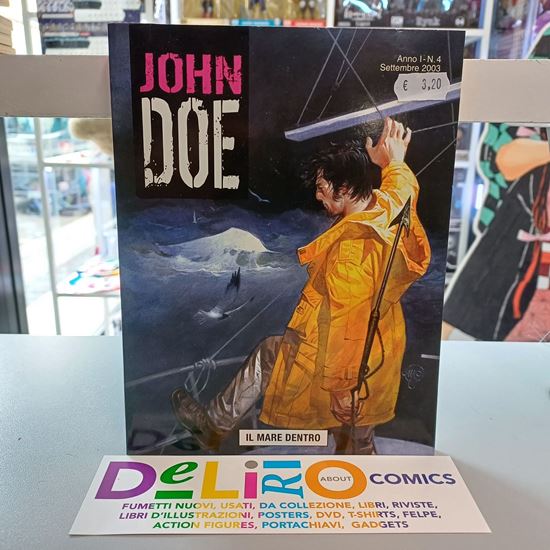 JOHN
DOE
Anno I - N. 4
Settembre 2003
€ 3,20
IL MARE DENTRO
DeLiRiO ABOUT COMICS
FUMETTI NUOVI, USATI, DA COLLEZIONE, LIBRI, RIVISTE,
LIBRI D'ILLUSTRAZIONI, POSTERS, DVD, T-SHIRTS, FELPE,
ACTION FIGURES, PORTACHIAVI, GADGETS